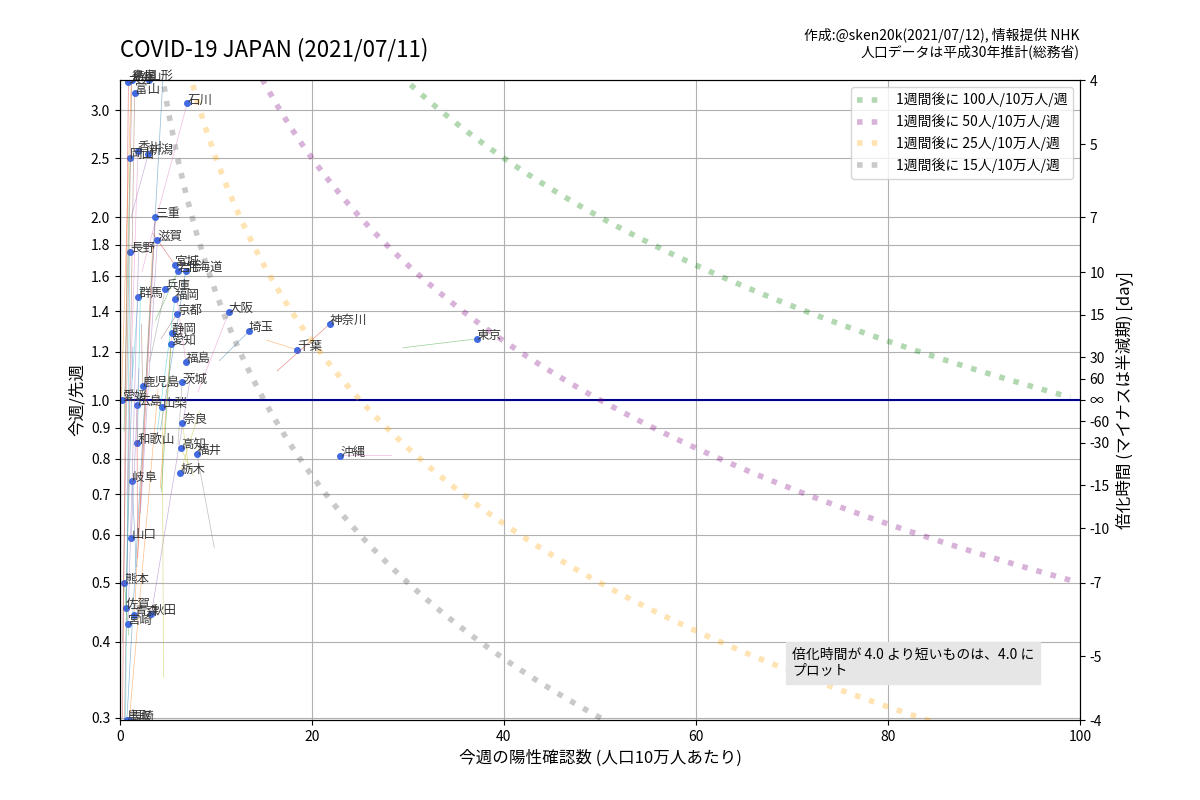 COVID-19 JAPAN (2021/07/11)
作成:@sken20k(2021/07/12), 情報提供 NHK
人口データは平成30年推計(総務省)
1週間後に 100人/10万人/週
1週間後に 50人/10万人/週
1週間後に 25人/10万人/週
1週間後に 15人/10万人/週
富山
石川
香川
新潟
三重
滋賀
長野
宮城
北海道
兵庫
群馬
福岡
京都
大阪
神奈川
静岡
埼玉
東京
愛知
千葉
福島
鹿児島
茨城
愛媛
広島
山梨
奈良
和歌山
高知
福井
沖縄
栃木
岐阜
山口
熊本
佐賀
秋田
宮崎
倍化時間が 4.0 より短いものは、4.0 に
プロット
3.0
2.5
2.0
1.8
1.6
1.4
1.2
1.0
0.9
0.8
0.7
0.6
0.5
0.4
0.3
今週/先週
4
5
7
10
15
30
60
∞
-60
-30
-15
-10
-7
-5
-4
倍化時間 (マイナスは半減期) [day]
0 20 40 60 80 100
今週の陽性確認数 (人口10万人あたり)